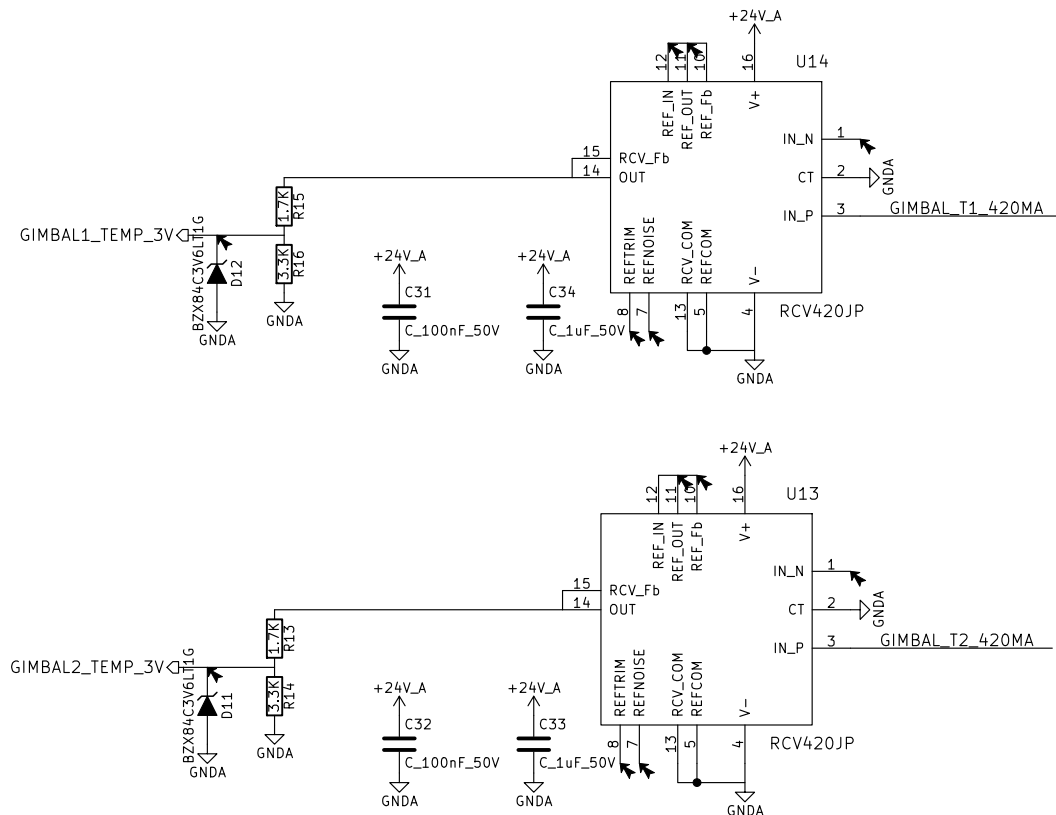 +24V_A
U14
12
11
10
16
REF_IN
REF_OUT
REF_Fb
V+
IN_N
1
15
RCV_Fb
14
OUT
CT
2
GNDA
IN_P
3
GIMBAL_T1_420MA
1.7K
R15
GIMBAL1_TEMP_3V
BZX84C3V6LT1G
D12
3.3K
R16
GNDA
GNDA
+24V_A
C31
C_100nF_50V
GNDA
+24V_A
C34
C_1uF_50V
GNDA
REFTRIM
REFNOISE
RCV_COM
REFCOM
V-
8
7
13
5
4
RCV420JP
GNDA
+24V_A
U13
12
11
10
16
REF_IN
REF_OUT
REF_Fb
V+
IN_N
1
15
RCV_Fb
14
OUT
CT
2
GNDA
IN_P
3
GIMBAL_T2_420MA
1.7K
R13
GIMBAL2_TEMP_3V
BZX84C3V6LT1G
D11
3.3K
R14
GNDA
GNDA
+24V_A
C32
C_100nF_50V
GNDA
+24V_A
C33
C_1uF_50V
GNDA
REFTRIM
REFNOISE
RCV_COM
REFCOM
V-
8
7
13
5
4
RCV420JP
GNDA